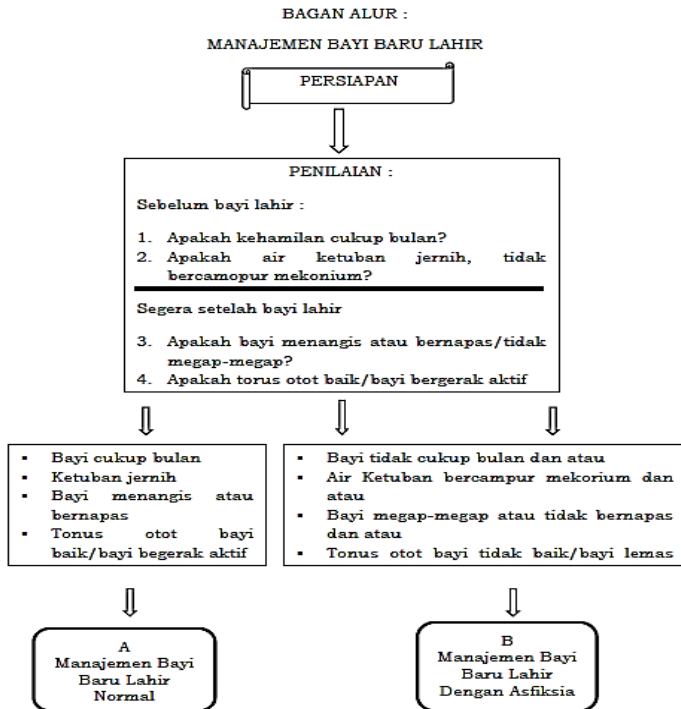 BAGAN ALUR :
MANAJEMEN BAYI BARU LAHIR
PERSIAPAN
PENILAIAN :
Sebelum bayi lahir :
1. Apakah kehamilan cukup bulan?
2. Apakah air ketuban jernih, tidak
bercamopur mekonium?
Segera setelah bayi lahir
3. Apakah bayi menangis atau bernapas/tidak
megap-megap?
4. Apakah torus otot baik/bayi bergerak aktif
▪ Bayi cukup bulan
▪ Ketuban jernih
▪ Bayi menangis atau
bernapas
▪ Tonus otot bayi
baik/bayi begerak aktif
▪ Bayi tidak cukup bulan dan atau
▪ Air Ketuban bercampur mekorium dan
atau
▪ Bayi megap-megap atau tidak bernapas
dan atau
▪ Tonus otot bayi tidak baik/bayi lemas
A
Manajemen Bayi
Baru Lahir
Normal
B
Manajemen Bayi
Baru Lahir
Dengan Asfiksia